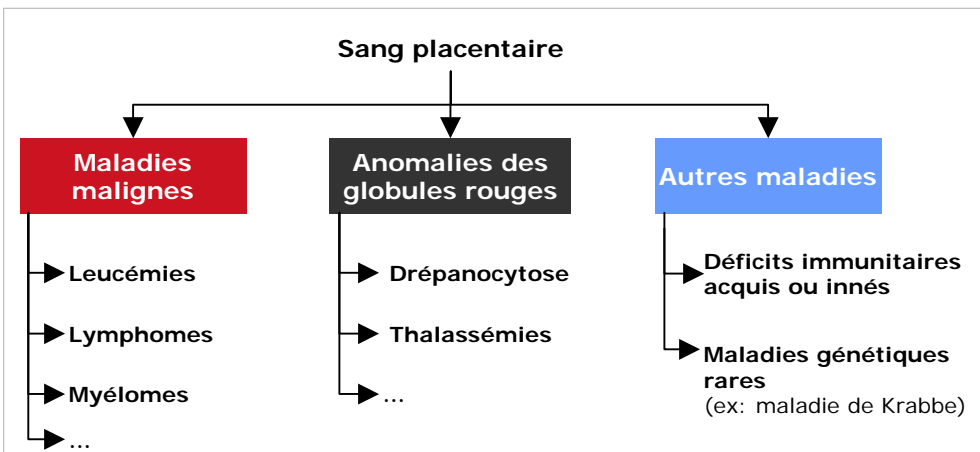 Sang placentaire
Maladies
malignes
Leucémies
Lymphomes
Myélomes
...
Anomalies des
globules rouges
Drépanocytose
Thalassémies
...
Autres maladies
Déficits immunitaires
acquis ou innés
Maladies génétiques
rares
(ex: maladie de Krabbe)